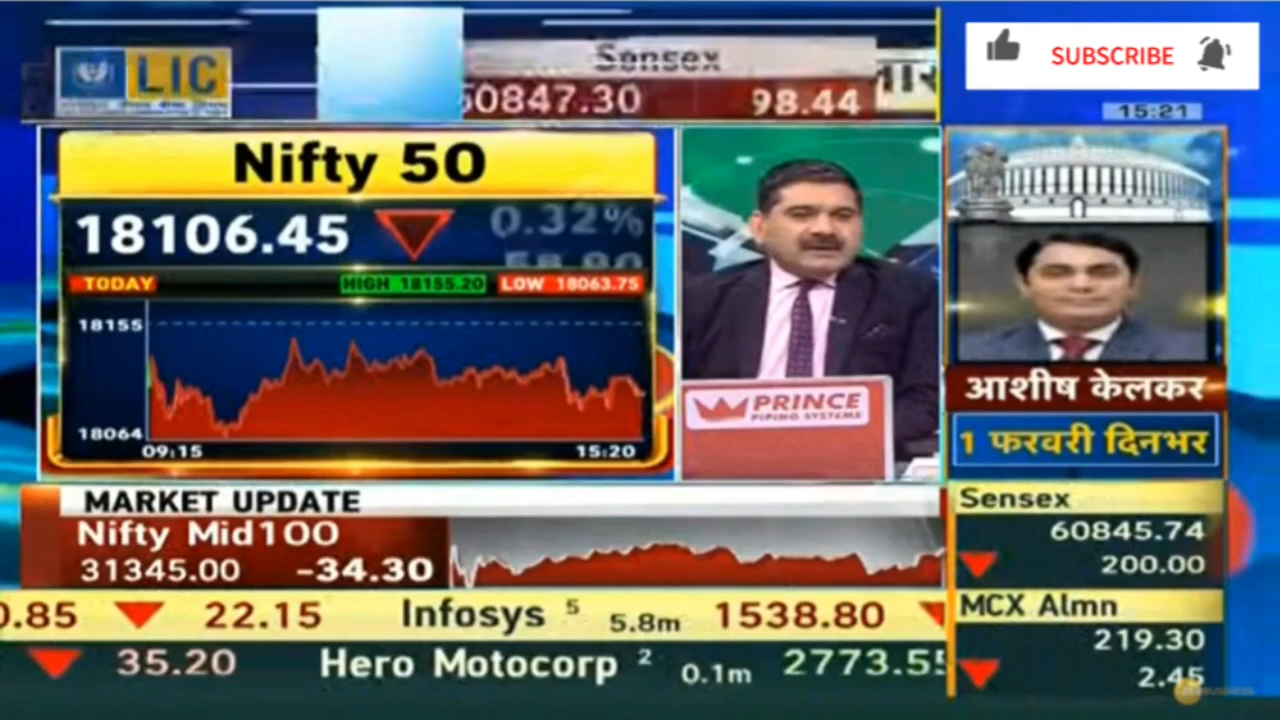 LIC
Sensex
60847.30 98.44
SUBSCRIBE
15:21
Nifty 50
18106.45 0.32%
58.90
TODAY HIGH 18155.20 LOW 18063.75
18155
18064
09:15 15:20
PRINCE
PIPING SYSTEMS
आशीष केलकर
1 फरवरी दिनभर
MARKET UPDATE
Nifty Mid100
31345.00 -34.30
Sensex
60845.74
200.00
MCX Almn
219.30
2.45
0.85 22.15 Infosys 5 5.8m 1538.80
35.20 Hero Motocorp 2 0.1m 2773.55
BUSINESS